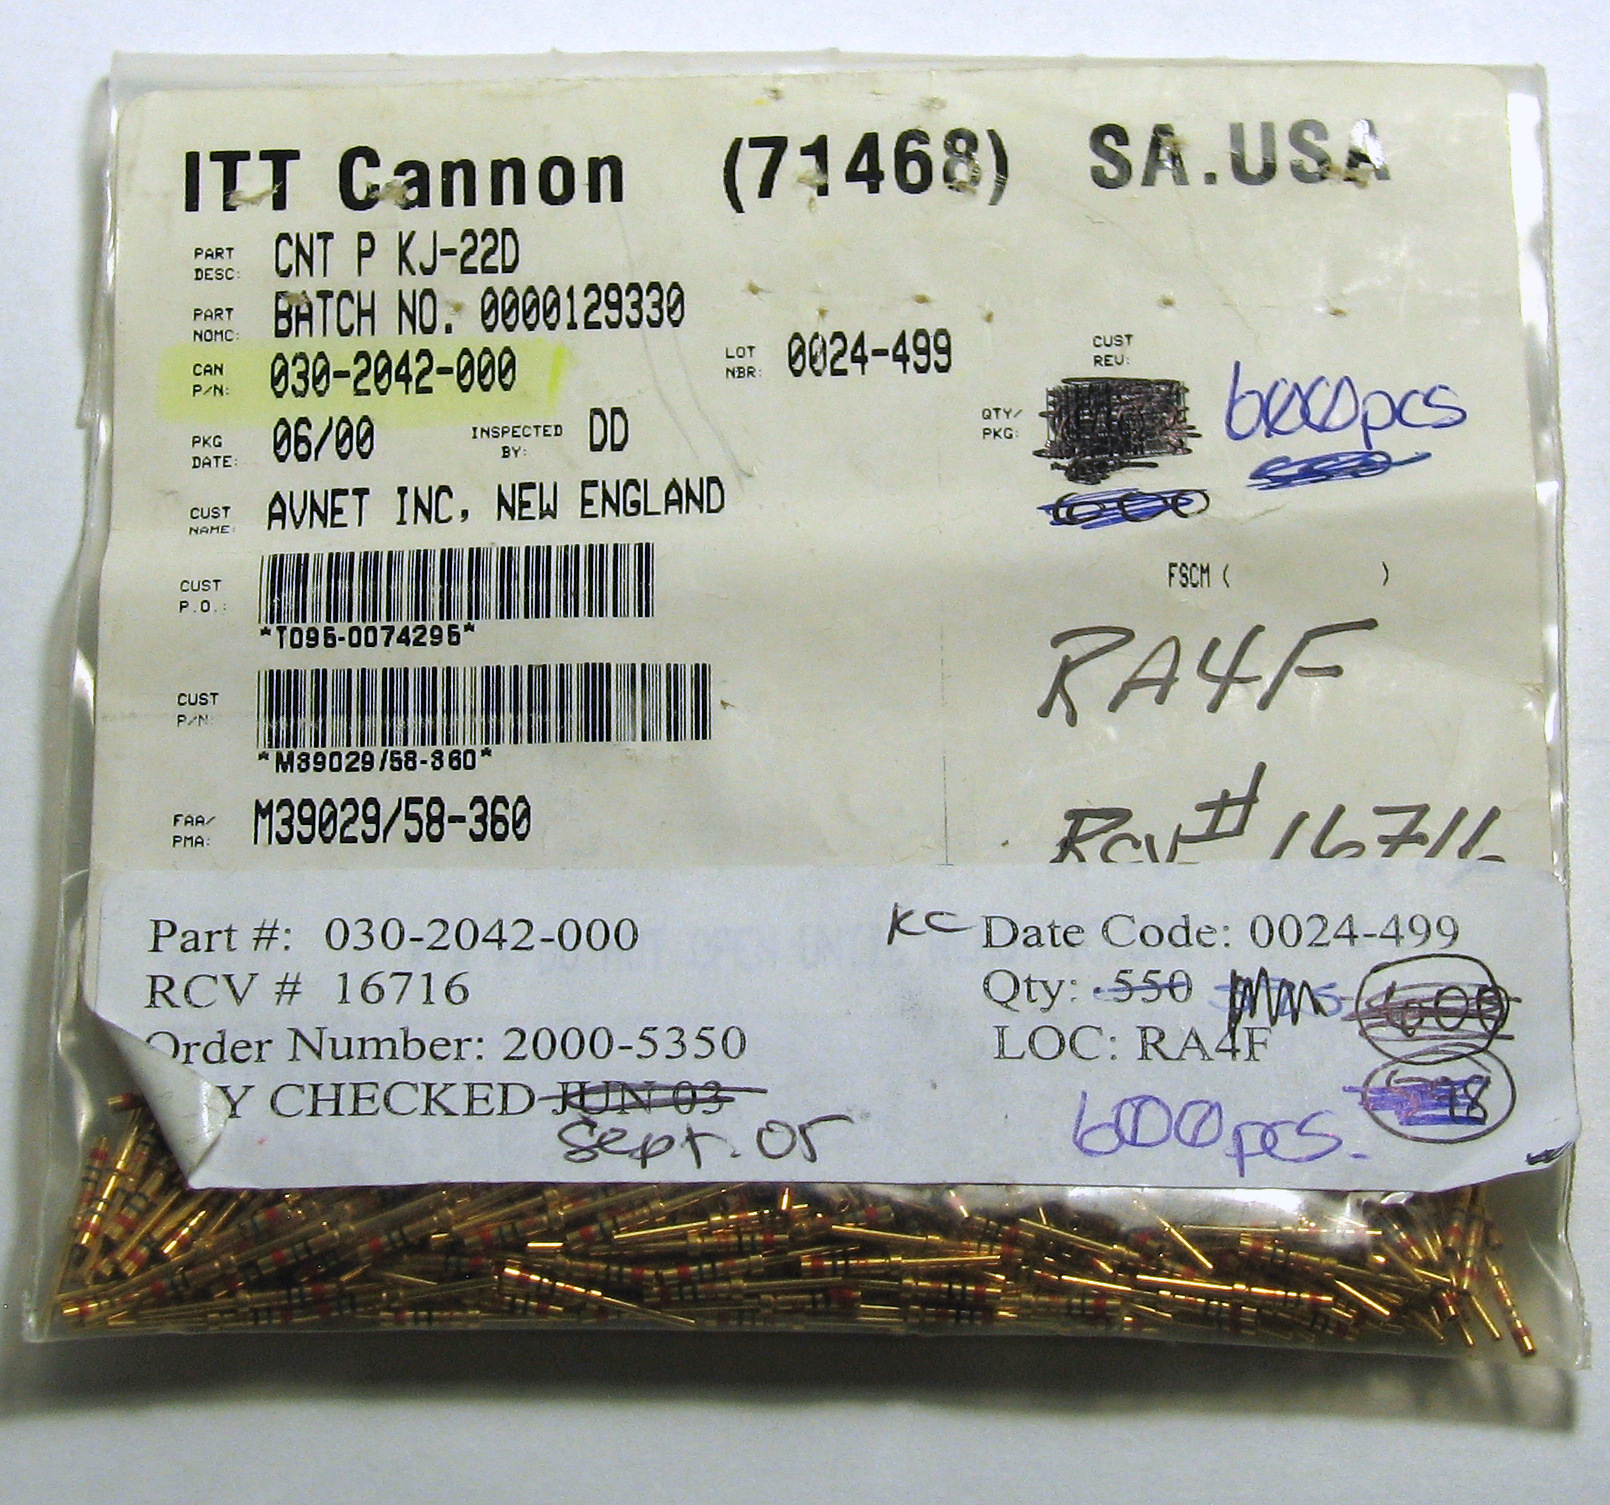 ITT Cannon (71468) SA.USA
PART DESC: CNT P KJ-22D
PART NOMC: BATCH NO. 0000129330
CAN P/N: 030-2042-000
LOT NBR: 0024-499
CUST REV:
PKG DATE: 06/00
INSPECTED BY: DD
QTY/ PKG: 600pcs
600
CUST NAME: AVNET INC, NEW ENGLAND
FSCM ( )
CUST P.O.:
*T095-0074295*
RA4F
CUST P/N:
*M39029/58-360*
FAA/ PMA: M39029/58-360
RCV# 16716
Part #: 030-2042-000
KC Date Code: 0024-499
RCV # 16716
Qty: 550 600
Order Number: 2000-5350
LOC: RA4F
Y CHECKED JUN 03
Sept. 05
600pcs.